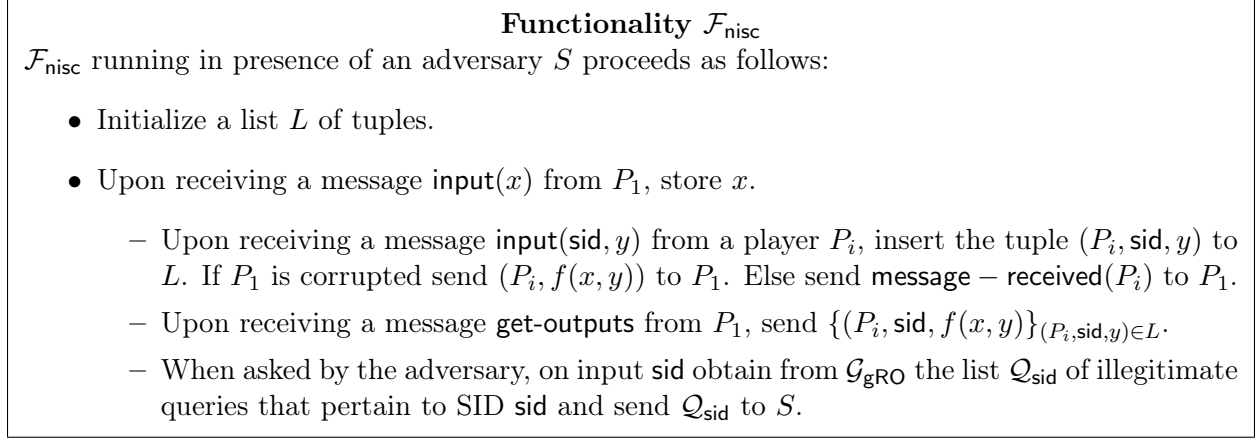 Functionality 𝓕nisc
𝓕nisc running in presence of an adversary S proceeds as follows:
• Initialize a list L of tuples.
• Upon receiving a message input(x) from P₁, store x.
– Upon receiving a message input(sid, y) from a player Pᵢ, insert the tuple (Pᵢ, sid, y) to
L. If P₁ is corrupted send (Pᵢ, f(x, y)) to P₁. Else send message − received(Pᵢ) to P₁.
– Upon receiving a message get-outputs from P₁, send {(Pᵢ, sid, f(x, y)}(Pᵢ,sid,y)∈L.
– When asked by the adversary, on input sid obtain from 𝒢gRO the list 𝒬sid of illegitimate
queries that pertain to SID sid and send 𝒬sid to S.